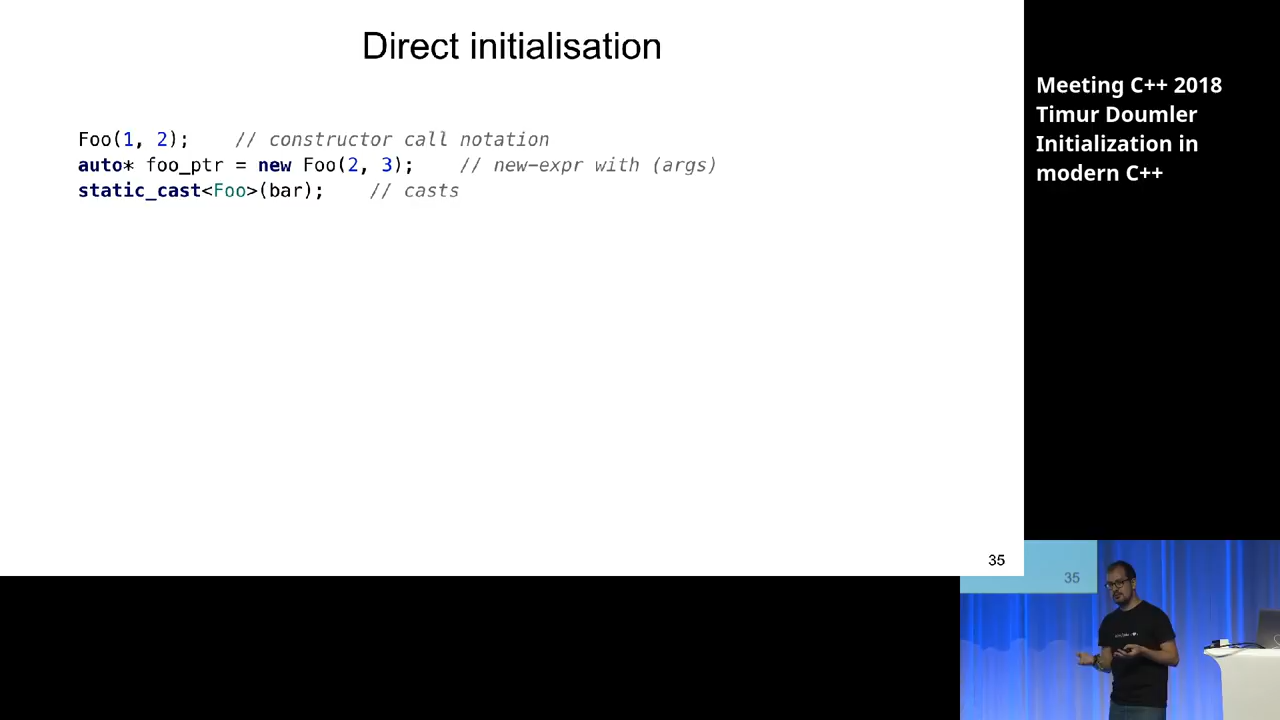 Direct initialisation
Foo(1, 2);    // constructor call notation
auto* foo_ptr = new Foo(2, 3);    // new-expr with (args)
static_cast<Foo>(bar);    // casts
35
Meeting C++ 2018
Timur Doumler
Initialization in
modern C++
35